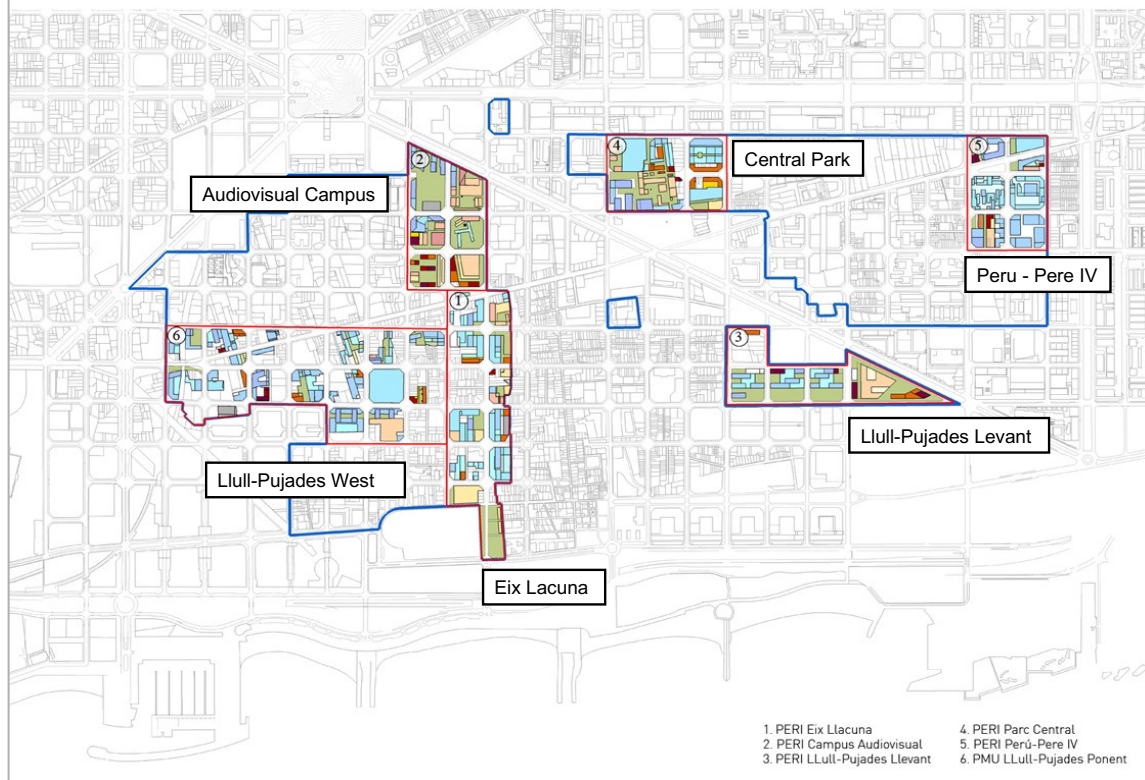 4
2
5
Central Park
Audiovisual Campus
Peru - Pere IV
1
6
3
Llull-Pujades Levant
Llull-Pujades West
Eix Lacuna
1. PERI Eix Llacuna
2. PERI Campus Audiovisual
3. PERI LLull-Pujades Llevant
4. PERI Parc Central
5. PERI Perú-Pere IV
6. PMU LLull-Pujades Ponent